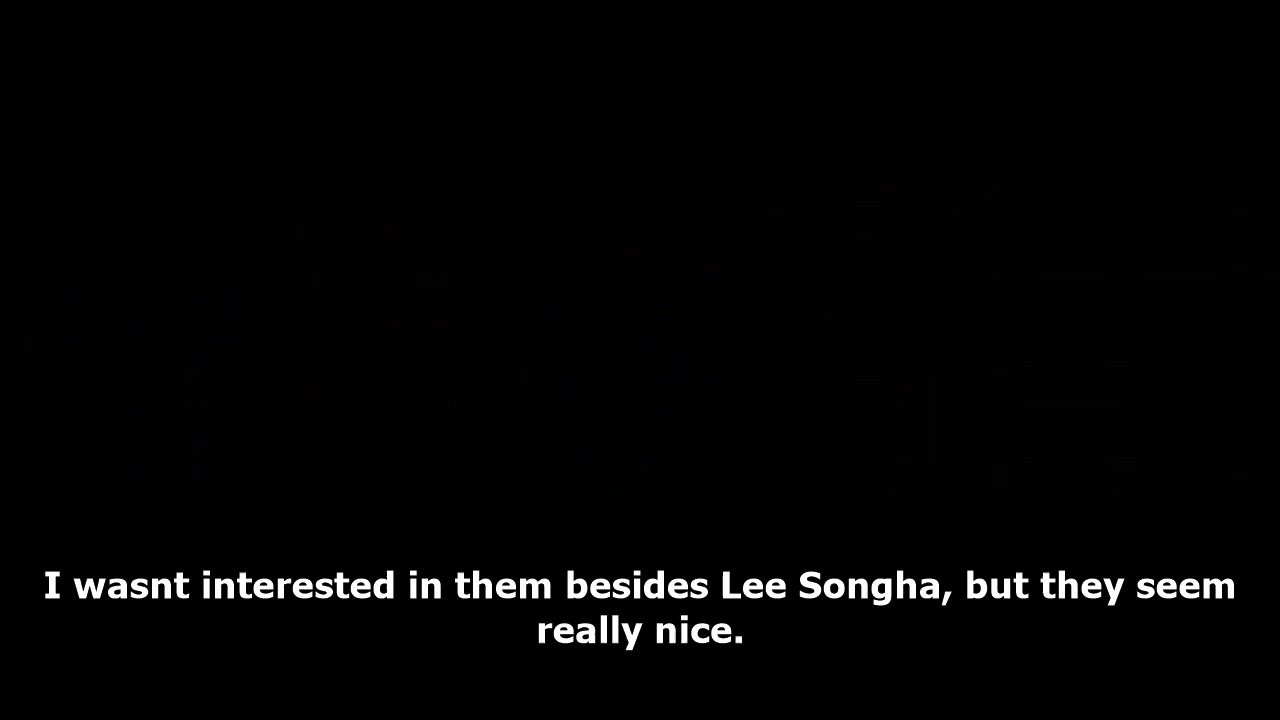 I wasnt interested in them besides Lee Songha, but they seem
really nice.